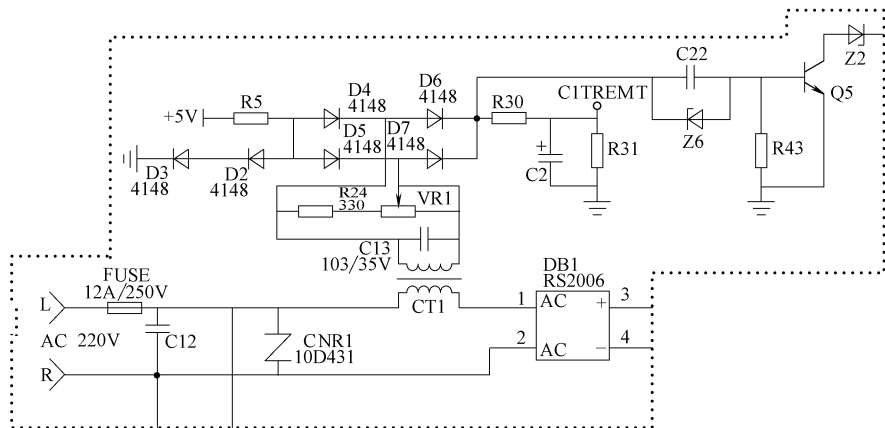 Z2
C22
Q5
D4
4148
D6
4148
C1TREMT
R5
R30
+5V
D5
4148
D7
4148
Z6
R43
R31
+
C2
D3
4148
D2
4148
R24
330
VR1
C13
103/35V
DB1
RS2006
FUSE
12A/250V
CT1
1
AC
+
3
L
AC 220V
C12
CNR1
10D431
2
AC
−
4
R